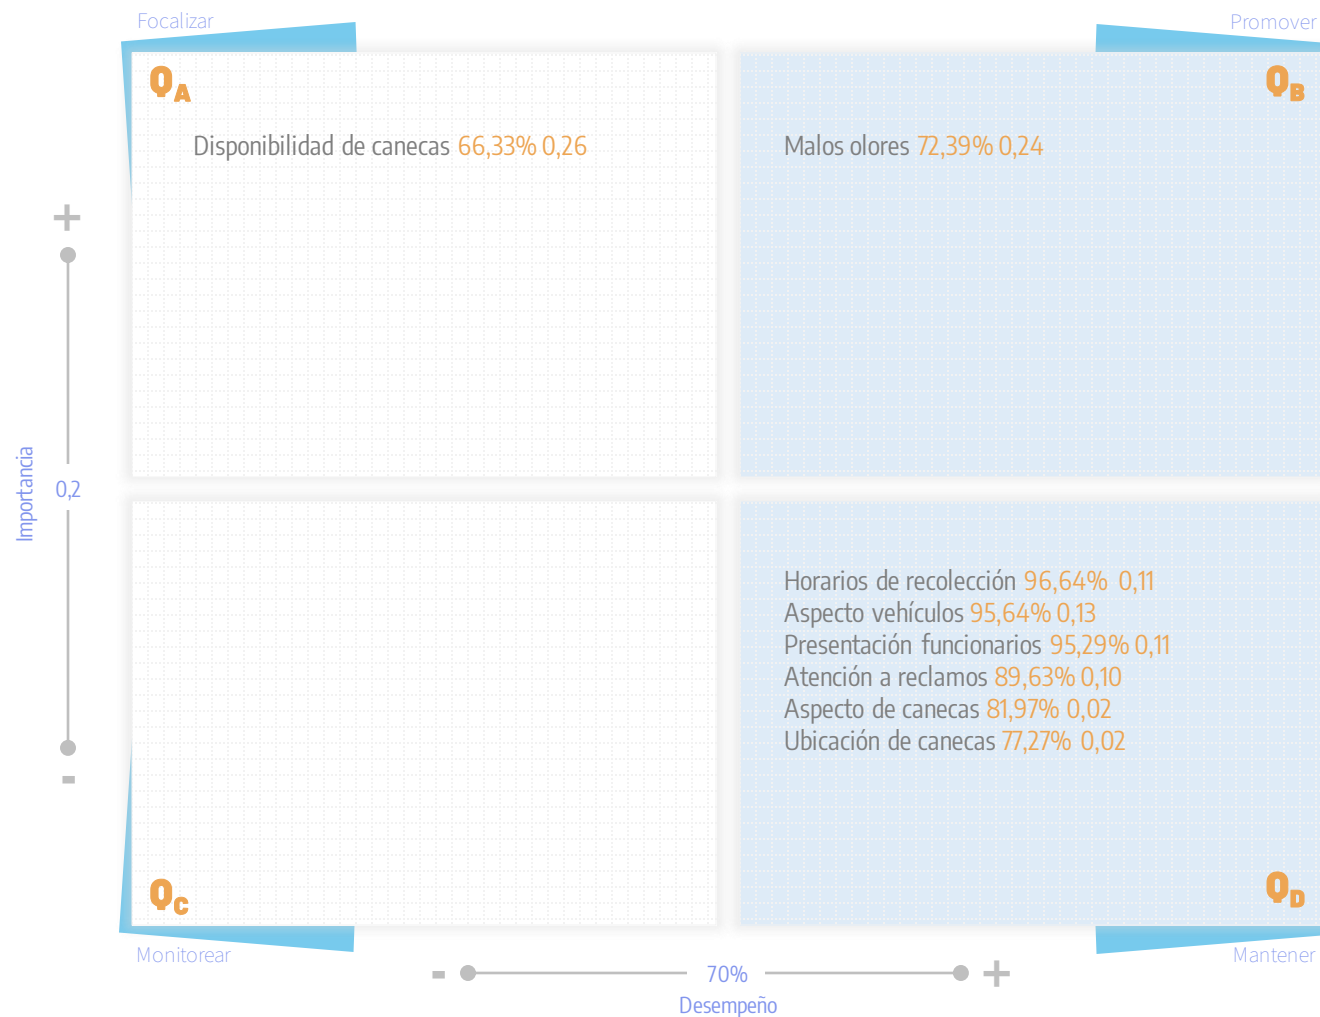 Focalizar
Promover
QA
QB
Disponibilidad de canecas 66,33% 0,26
Malos olores 72,39% 0,24
+
Importancia
0,2
Horarios de recolección 96,64% 0,11
Aspecto vehículos 95,64% 0,13
Presentación funcionarios 95,29% 0,11
Atención a reclamos 89,63% 0,10
Aspecto de canecas 81,97% 0,02
Ubicación de canecas 77,27% 0,02
-
QC
QD
Monitorear
Mantener
- 70% +
Desempeño